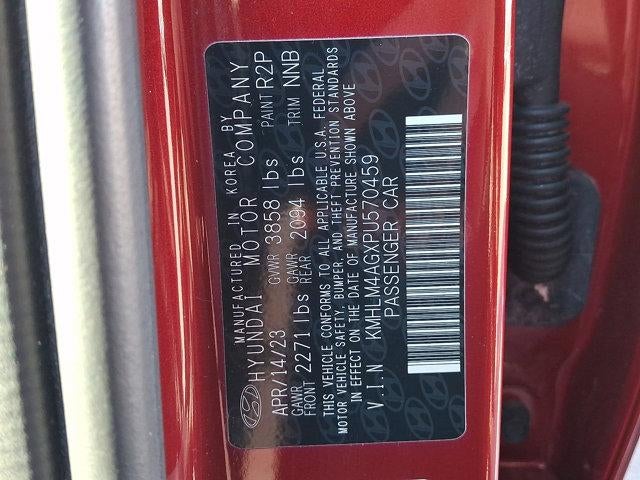 MANUFACTURED IN KOREA BY
HYUNDAI MOTOR COMPANY
APR/14/23 GVWR 3858 lbs PAINT R2P
GAWR FRONT 2271lbs GAWR REAR 2094 lbs TRIM NNB
THIS VEHICLE CONFORMS TO ALL APPLICABLE U.S.A. FEDERAL
MOTOR VEHICLE SAFETY, BUMPER, AND THEFT PREVENTION STANDARDS
IN EFFECT ON THE DATE OF MANUFACTURE SHOWN ABOVE
V.I.N KMHLM4AGXPU570459
PASSENGER CAR